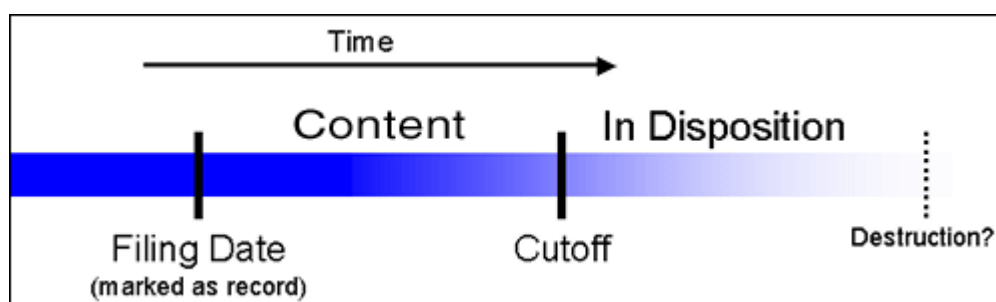 Time
Content
In Disposition
Filing Date
(marked as record)
Cutoff
Destruction?